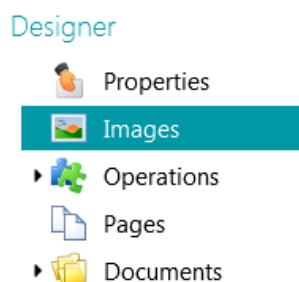 Designer
Properties
Images
Operations
Pages
Documents